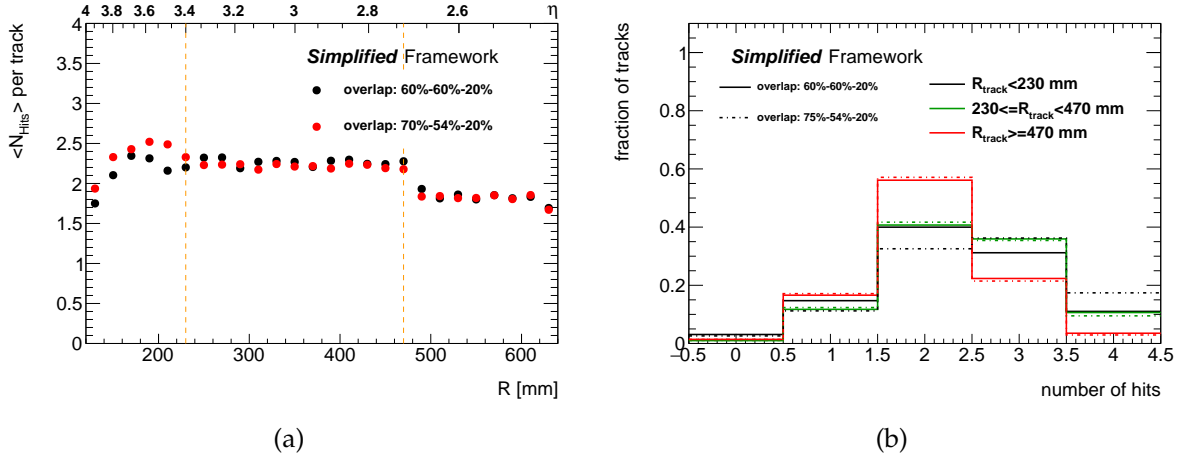 4 3.8 3.6 3.4 3.2 3 2.8 2.6 η
<N_Hits> per track
4
3.5
3
2.5
2
1.5
1
0.5
0
Simplified Framework
overlap: 60%-60%-20%
overlap: 70%-54%-20%
200 300 400 500 600
R [mm]
(a)
fraction of tracks
1
0.8
0.6
0.4
0.2
0
Simplified Framework
overlap: 60%-60%-20%
overlap: 75%-54%-20%
R_track<230 mm
230<=R_track<470 mm
R_track>=470 mm
−0.5 0 0.5 1 1.5 2 2.5 3 3.5 4 4.5
number of hits
(b)